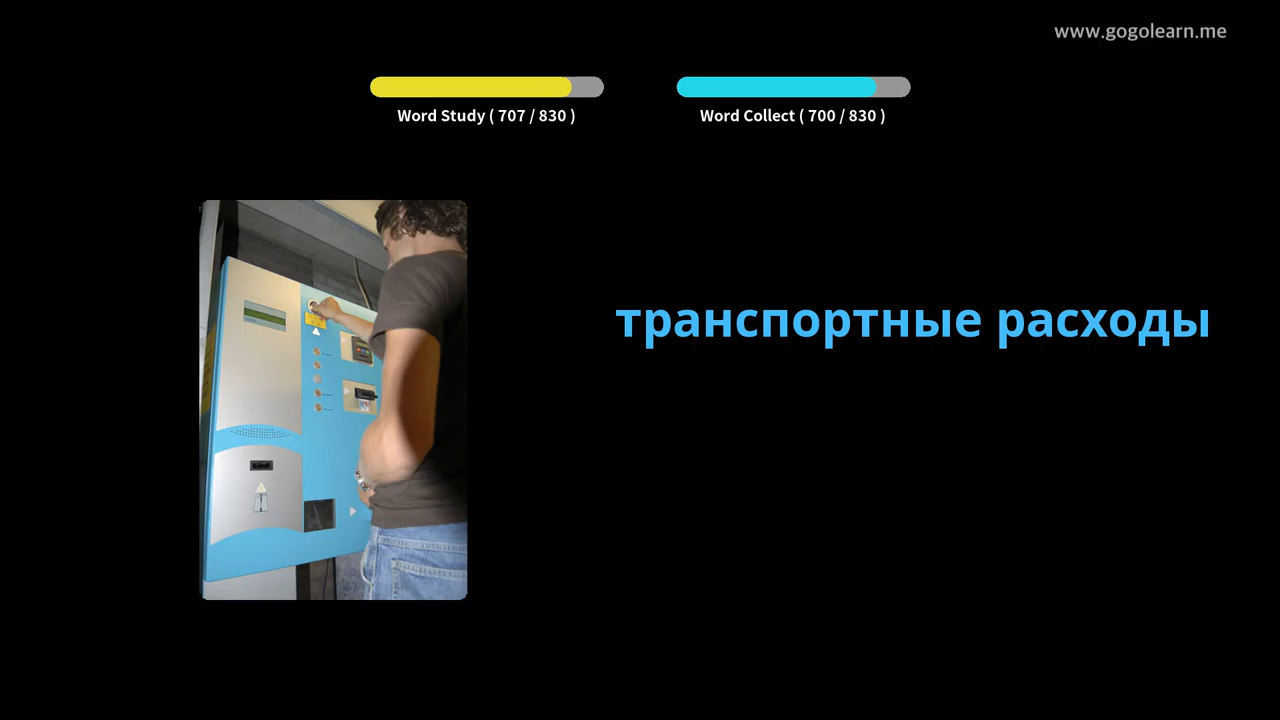 www.gogolearn.me
Word Study ( 707 / 830 )
Word Collect ( 700 / 830 )
транспортные расходы